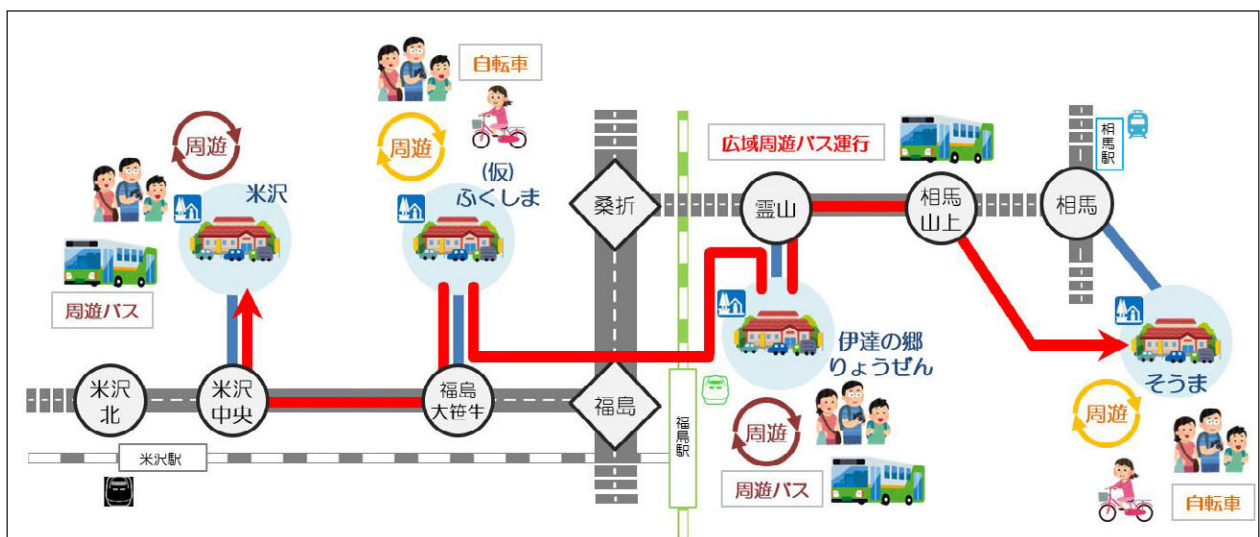 自転車
周遊
周遊
(仮)
ふくしま
米沢
周遊バス
広域周遊バス運行
相馬駅
桑折
霊山
相馬
山上
相馬
伊達の郷
りょうぜん
そうま
米沢
北
米沢
中央
福島
大笹生
福島
福島駅
米沢駅
周遊
周遊バス
周遊
自転車